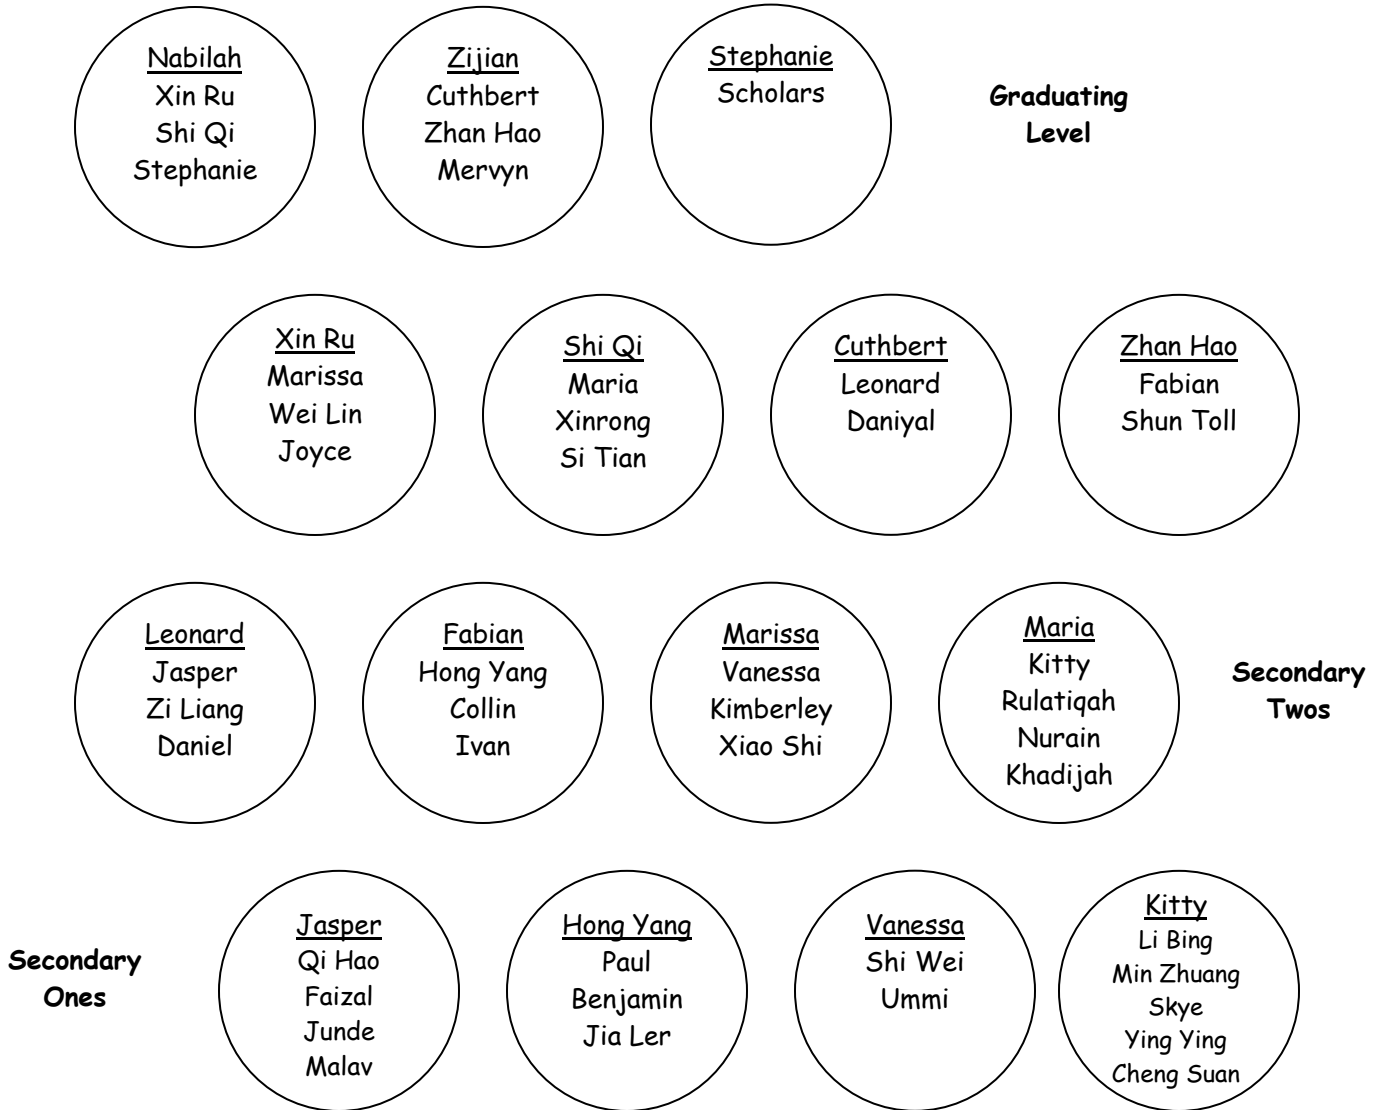 Nabilah
Xin Ru
Shi Qi
Stephanie
Zijian
Cuthbert
Zhan Hao
Mervyn
Stephanie
Scholars
Graduating
Level
Xin Ru
Marissa
Wei Lin
Joyce
Shi Qi
Maria
Xinrong
Si Tian
Cuthbert
Leonard
Daniyal
Zhan Hao
Fabian
Shun Toll
Leonard
Jasper
Zi Liang
Daniel
Fabian
Hong Yang
Collin
Ivan
Marissa
Vanessa
Kimberley
Xiao Shi
Maria
Kitty
Rulatiqah
Nurain
Khadijah
Secondary
Twos
Secondary
Ones
Jasper
Qi Hao
Faizal
Junde
Malav
Hong Yang
Paul
Benjamin
Jia Ler
Vanessa
Shi Wei
Ummi
Kitty
Li Bing
Min Zhuang
Skye
Ying Ying
Cheng Suan